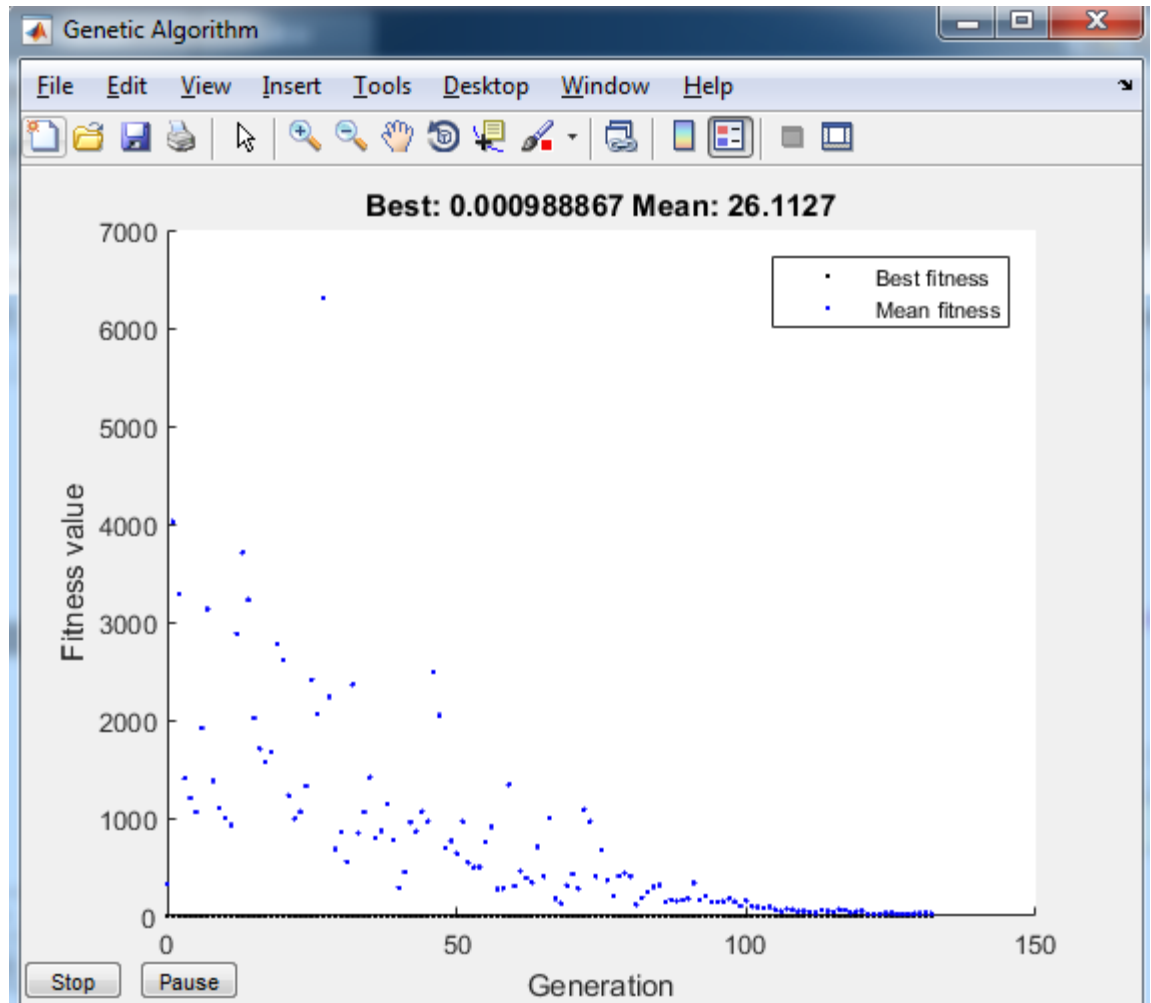 Genetic Algorithm
File Edit View Insert Tools Desktop Window Help
Best: 0.000988867 Mean: 26.1127
7000
6000
5000
4000
3000
2000
1000
0
Fitness value
Best fitness
Mean fitness
0 50 100 150
Generation
Stop Pause